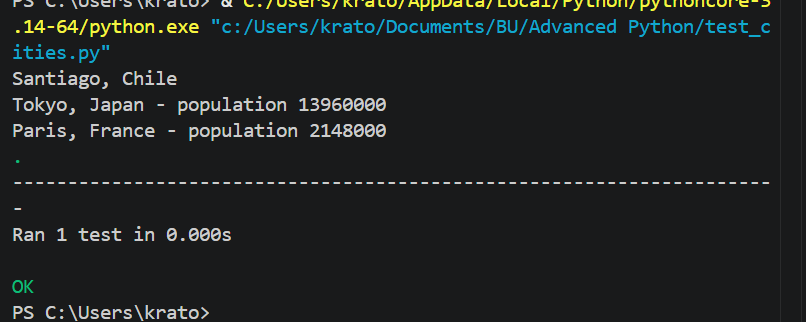 PS C:\Users\krato> & C:/Users/krato/AppData/Local/Python/pythoncore-3
.14-64/python.exe "c:/Users/krato/Documents/BU/Advanced Python/test_c
ities.py"
Santiago, Chile
Tokyo, Japan - population 13960000
Paris, France - population 2148000
.
----------------------------------------------------------------------
-
Ran 1 test in 0.000s

OK
PS C:\Users\krato>